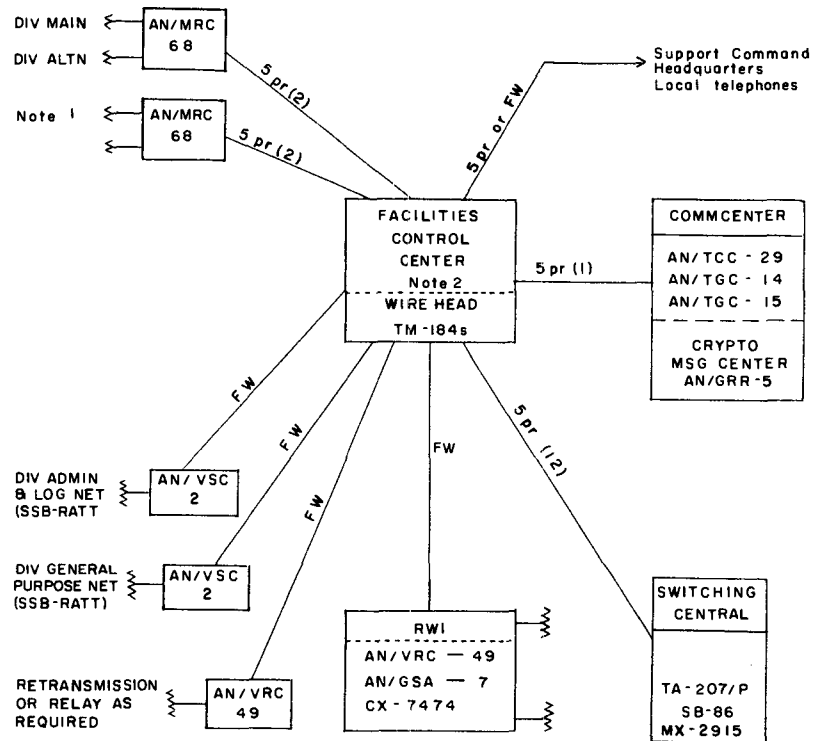 DIV MAIN
DIV ALTN
AN/MRC
68
Note 1
AN/MRC
68
5 pr (2)
5 pr (2)
5 pr or FW
Support Command
Headquarters
Local telephones
FACILITIES
CONTROL
CENTER
Note 2
WIRE HEAD
TM-184s
5 pr (1)
COMMCENTER
AN/TCC - 29
AN/TGC - 14
AN/TGC - 15
CRYPTO
MSG CENTER
AN/GRR-5
FW
FW
FW
FW
5 pr (12)
DIV ADMIN
& LOG NET
(SSB-RATT
AN/VSC
2
DIV GENERAL
PURPOSE NET
(SSB-RATT)
AN/VSC
2
RETRANSMISSION
OR RELAY AS
REQUIRED
AN/VRC
49
RWI
AN/VRC — 49
AN/GSA — 7
CX - 7474
SWITCHING
CENTRAL
TA-207/P
SB-86
MX-2915